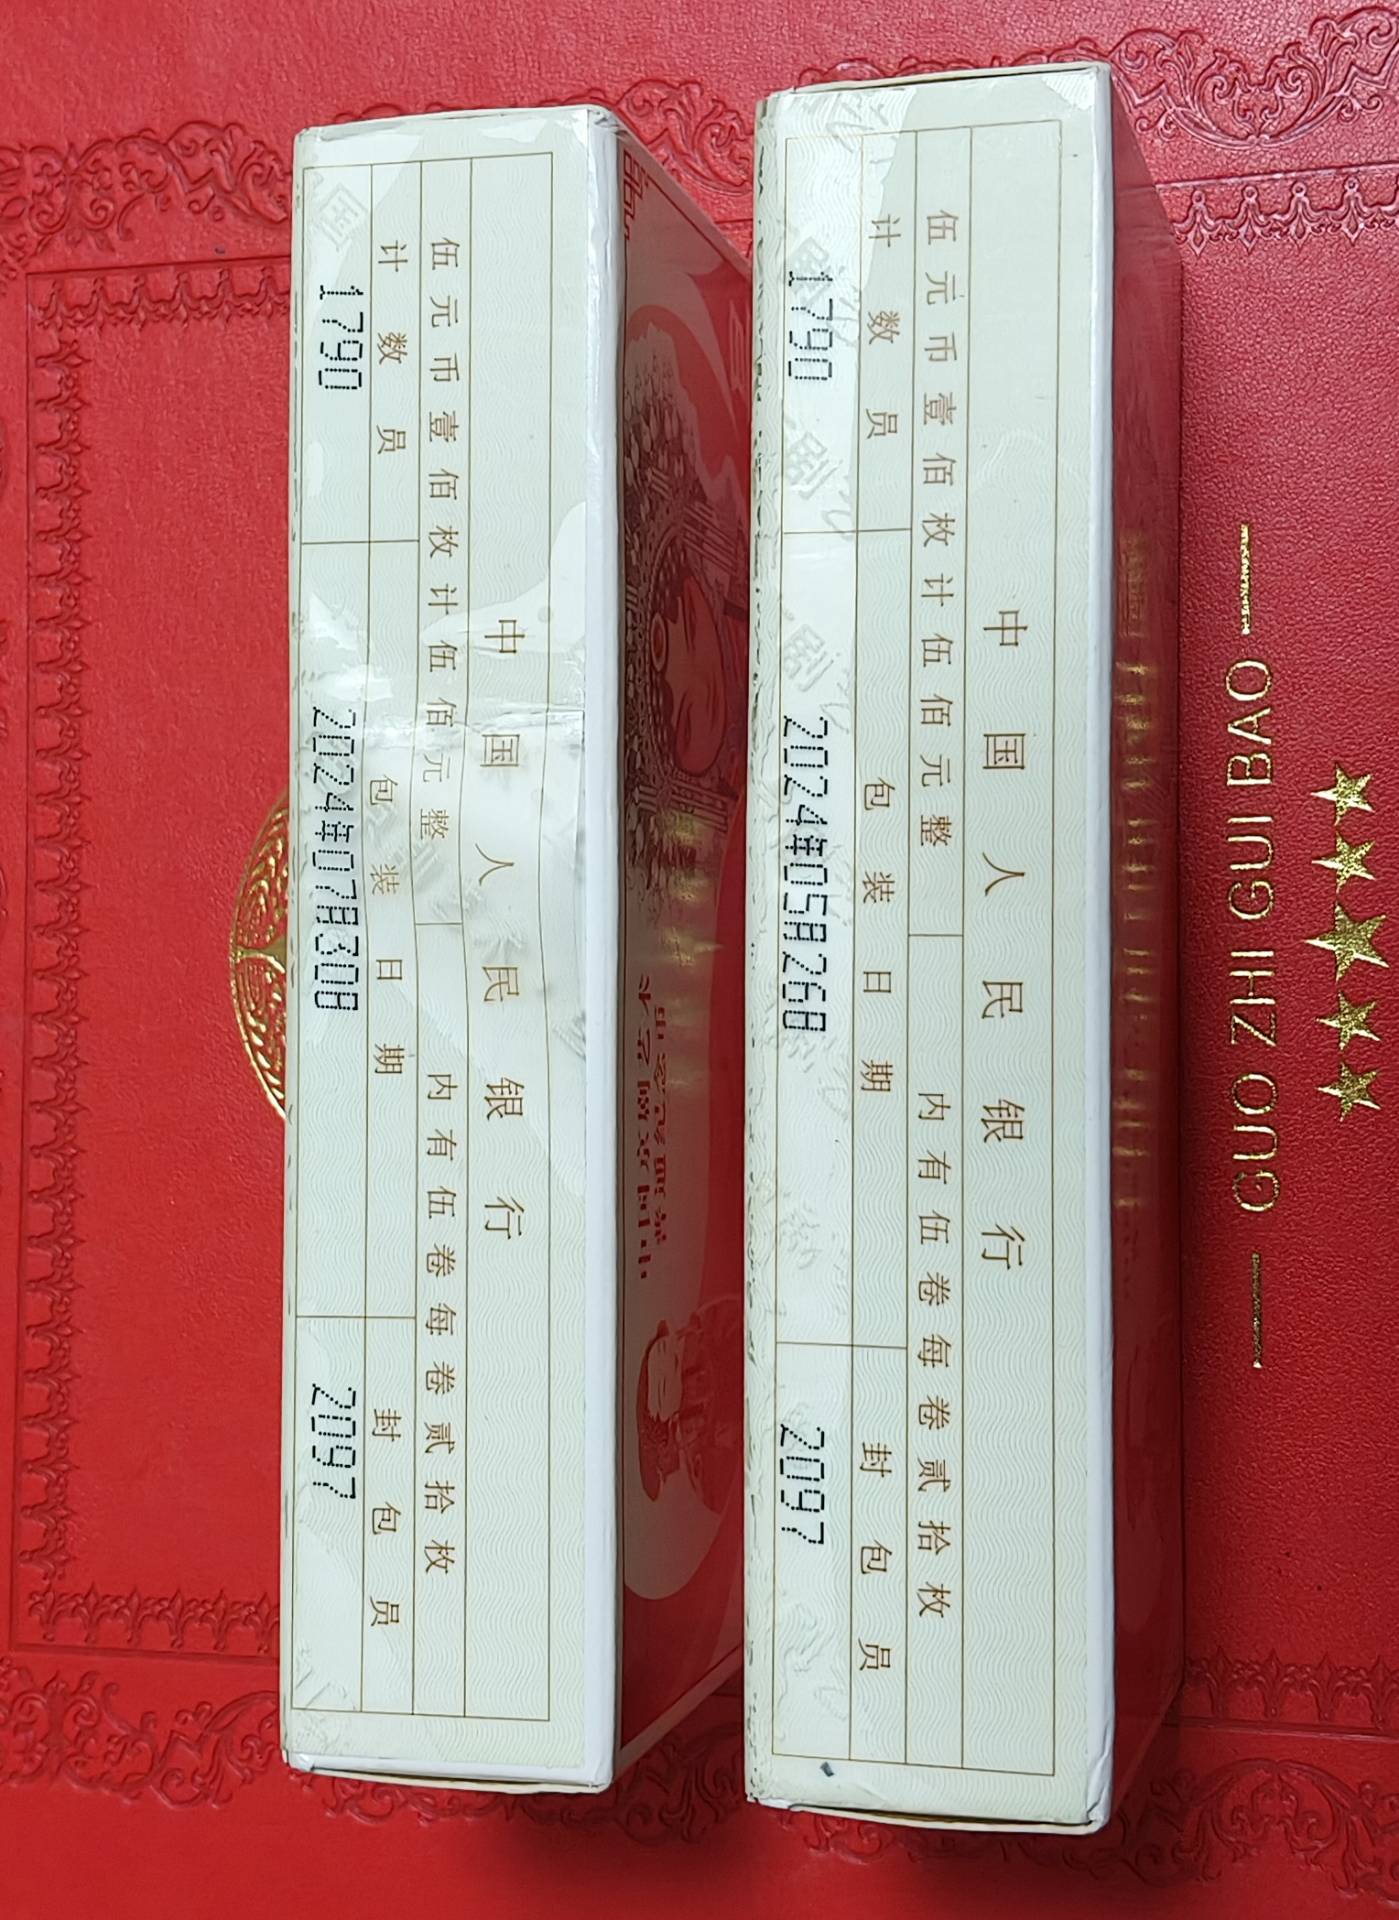 中国人民银行
伍元币壹佰枚计伍佰元整 内有伍卷每卷贰拾枚
计数员 包装日期 封包员
1790 2024年05月26日 2097
中国人民银行
伍元币壹佰枚计伍佰元整 内有伍卷每卷贰拾枚
计数员 包装日期 封包员
1790 2024年07月30日 2097
GUO ZHI GUI BAO